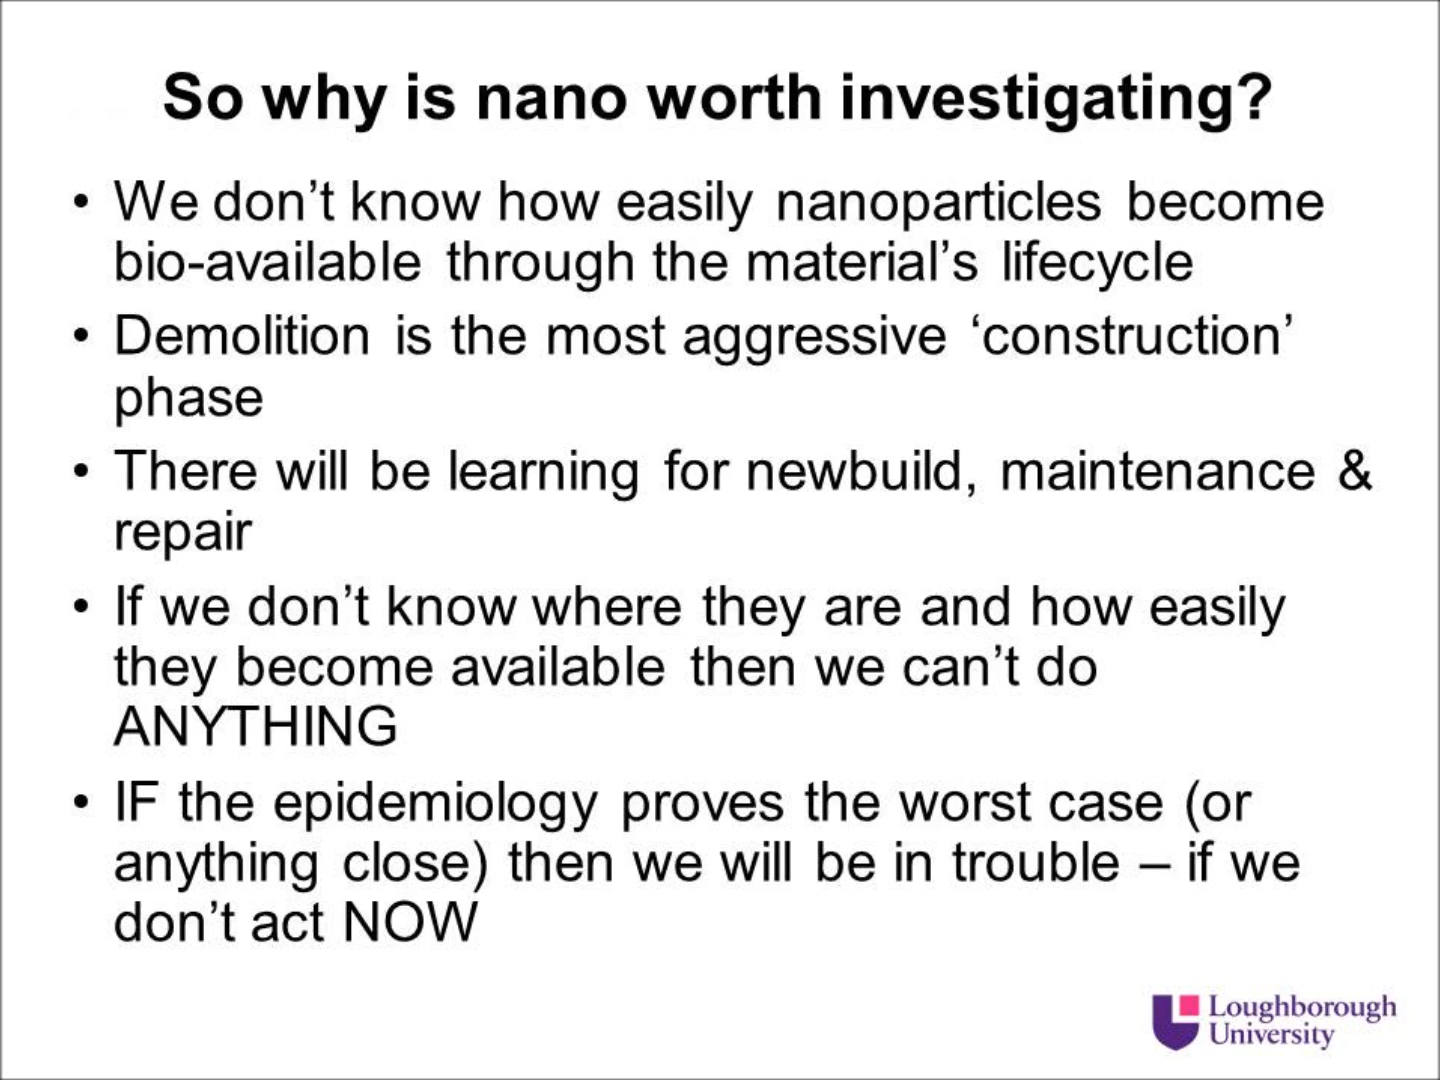 So why is nano worth investigating?
• We don’t know how easily nanoparticles become
bio-available through the material’s lifecycle
• Demolition is the most aggressive ‘construction’
phase
• There will be learning for newbuild, maintenance &
repair
• If we don’t know where they are and how easily
they become available then we can’t do
ANYTHING
• IF the epidemiology proves the worst case (or
anything close) then we will be in trouble – if we
don’t act NOW
Loughborough
University